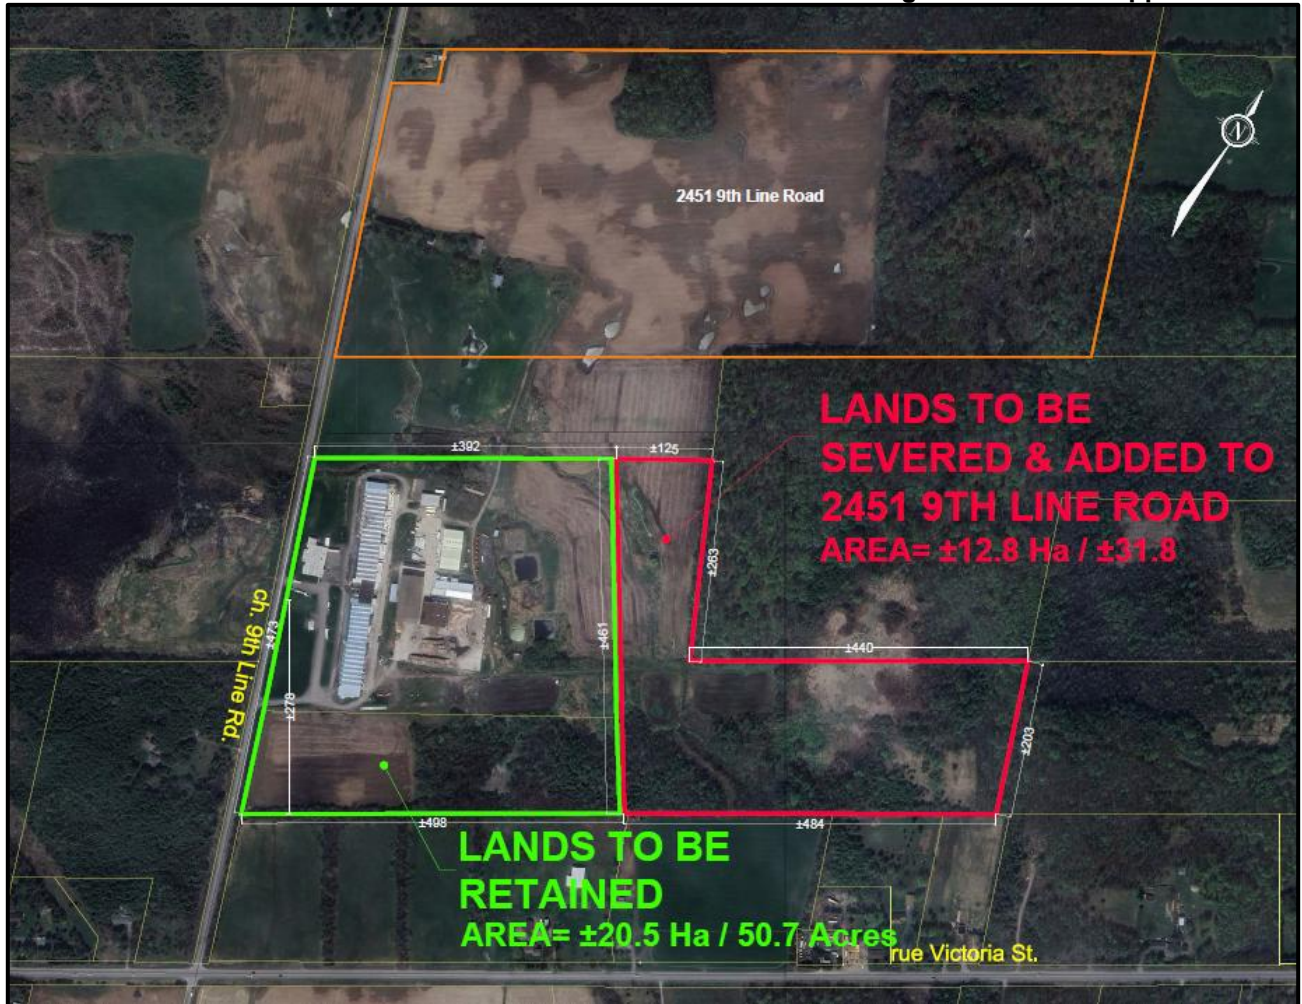 N
2451 9th Line Road
LANDS TO BE
SEVERED & ADDED TO
2451 9TH LINE ROAD
AREA= ±12.8 Ha / ±31.8
±392
±125
±263
±461
±473
±278
±440
±203
ch. 9th Line Rd.
±498
±484
LANDS TO BE
RETAINED
AREA= ±20.5 Ha / 50.7 Acres
rue Victoria St.